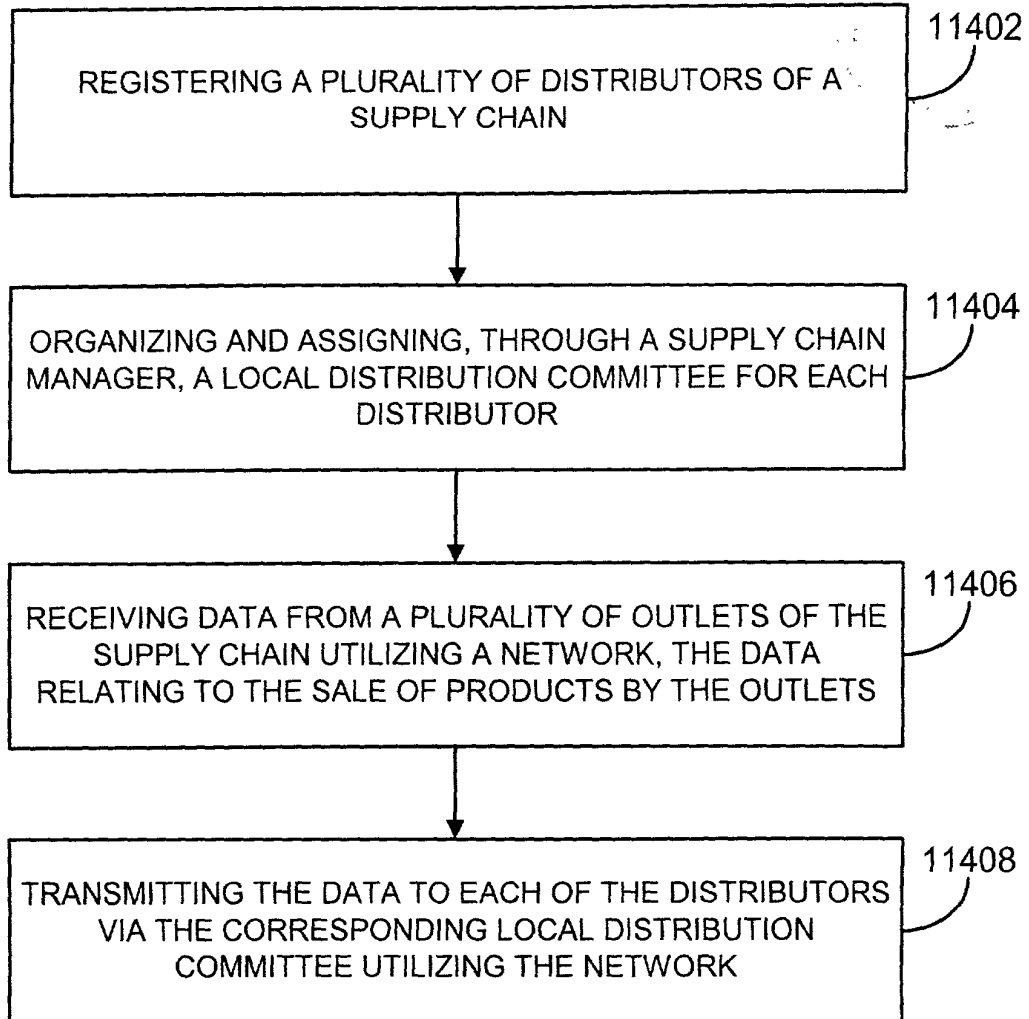 11402
REGISTERING A PLURALITY OF DISTRIBUTORS OF A
SUPPLY CHAIN
11404
ORGANIZING AND ASSIGNING, THROUGH A SUPPLY CHAIN
MANAGER, A LOCAL DISTRIBUTION COMMITTEE FOR EACH
DISTRIBUTOR
11406
RECEIVING DATA FROM A PLURALITY OF OUTLETS OF THE
SUPPLY CHAIN UTILIZING A NETWORK, THE DATA
RELATING TO THE SALE OF PRODUCTS BY THE OUTLETS
11408
TRANSMITTING THE DATA TO EACH OF THE DISTRIBUTORS
VIA THE CORRESPONDING LOCAL DISTRIBUTION
COMMITTEE UTILIZING THE NETWORK